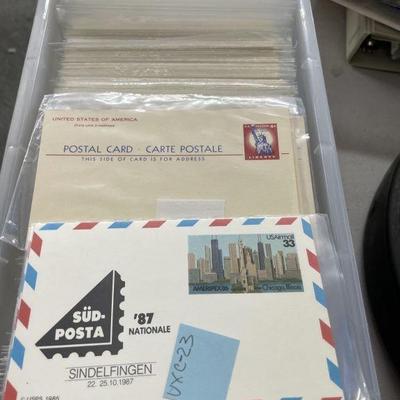 UNITED STATES OF AMERICA
POSTAL CARD · CARTE POSTALE
THIS SIDE OF CARD IS FOR ADDRESS
LIBERTY
USAirmail
33
AMERIPEX 86
Chicago, Illinois
SÜD-
POSTA
'87
NATIONALE
SINDELFINGEN
22. 25.10.1987
UXC-23
© USPS 1985